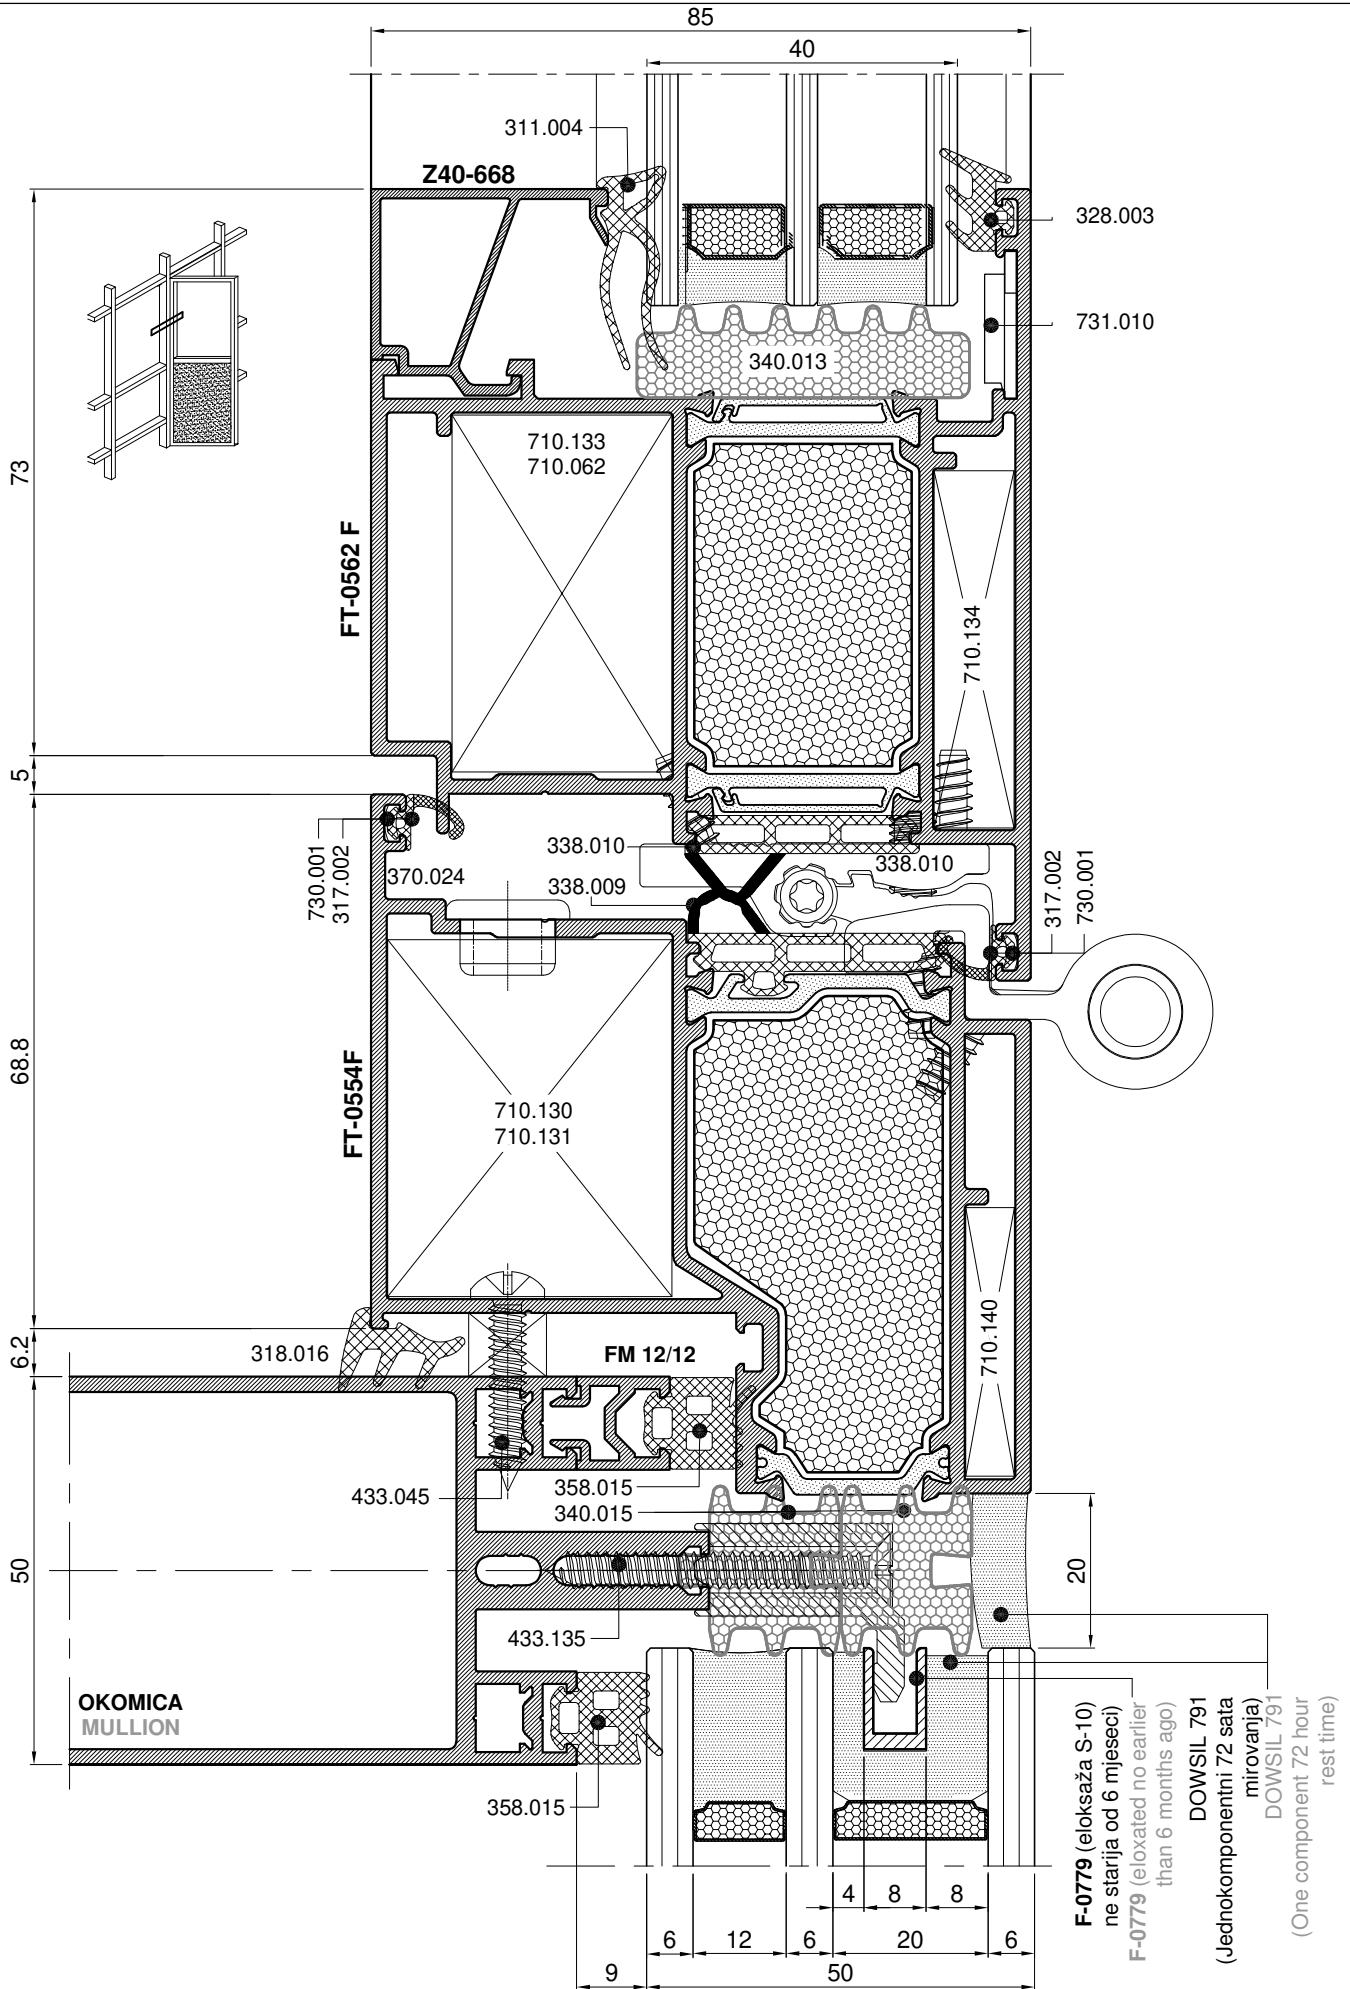 85
40
311.004
Z40-668
328.003
731.010
340.013
73
710.133
710.062
FT-0562 F
710.134
5
730.001
317.002
370.024
338.010
338.009
338.010
317.002
730.001
68.8
FT-0554F
710.130
710.131
710.140
6.2
318.016
FM 12/12
433.045
358.015
340.015
50
20
433.135
OKOMICA
MULLION
358.015
F-0779 (eloksaža S-10)
ne starija od 6 mjeseci)
F-0779 (eloxated no earlier
than 6 months ago)
DOWSIL 791
(Jednokomponentni 72 sata
mirovanja)
DOWSIL 791
(One component 72 hour
rest time)
4
8
8
6
12
6
20
6
9
50